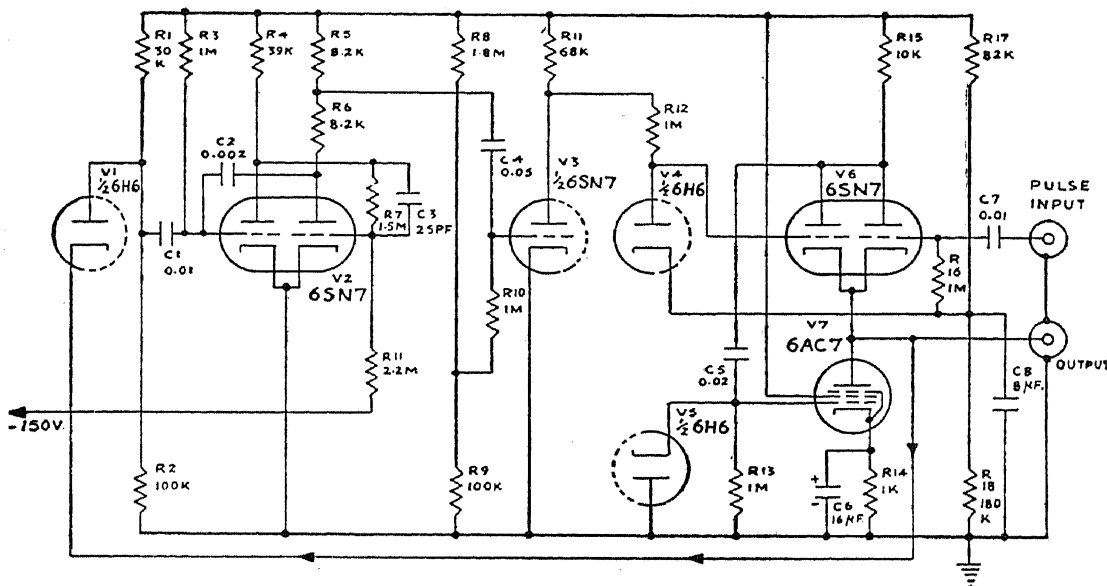 R1
30
K
R3
1M
R4
39K
R5
8.2K
R8
1.8M
R11
68K
R15
10K
R17
82K
R6
8.2K
R12
1M
C2
0.002
C4
0.05
V3
½6SN7
V1
½6H6
V4
½6H6
V6
6SN7
C7
0.01
PULSE
INPUT
R7
1.5M
C3
25PF
C1
0.01
V2
6SN7
R10
1M
R
16
1M
V7
6AC7
R11
2.2M
C5
0.02
OUTPUT
C8
8µF.
-150V.
V5
½6H6
R2
100K
R9
100K
R13
1M
+
-
C6
16µF.
R14
1K
R
18
180
K